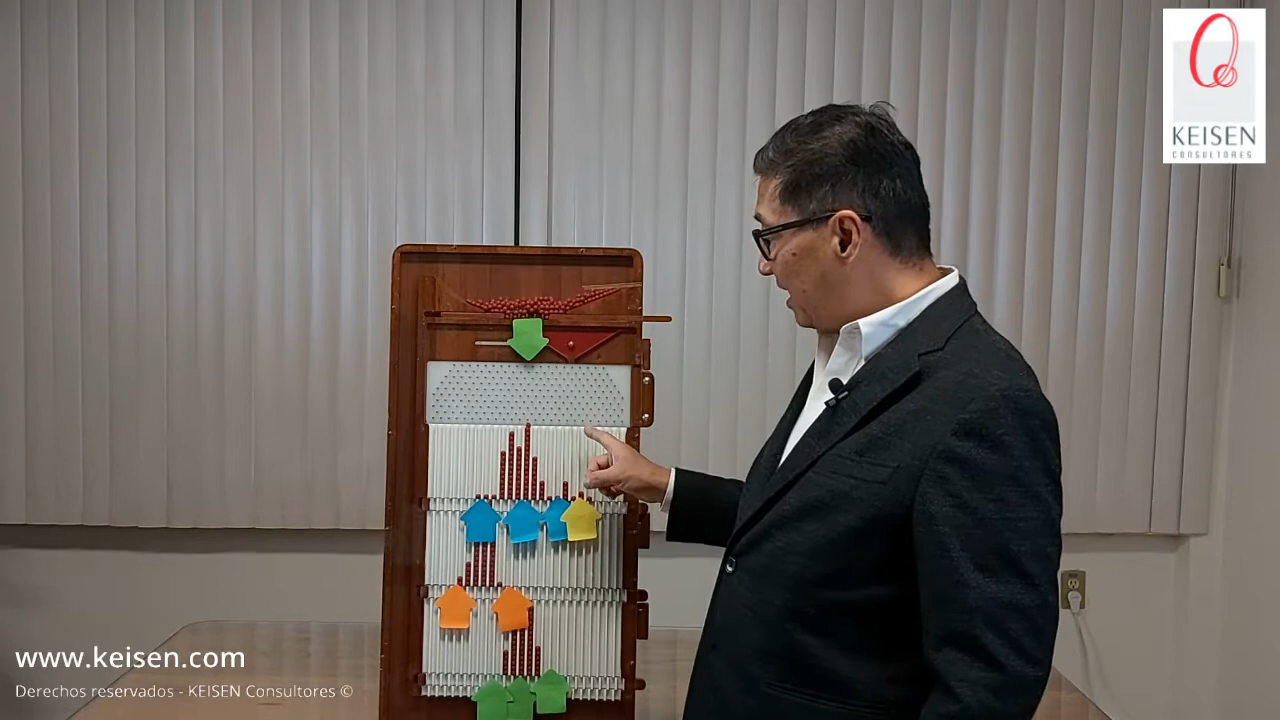 KEISEN
CONSULTORES
www.keisen.com
Derechos reservados - KEISEN Consultores ©